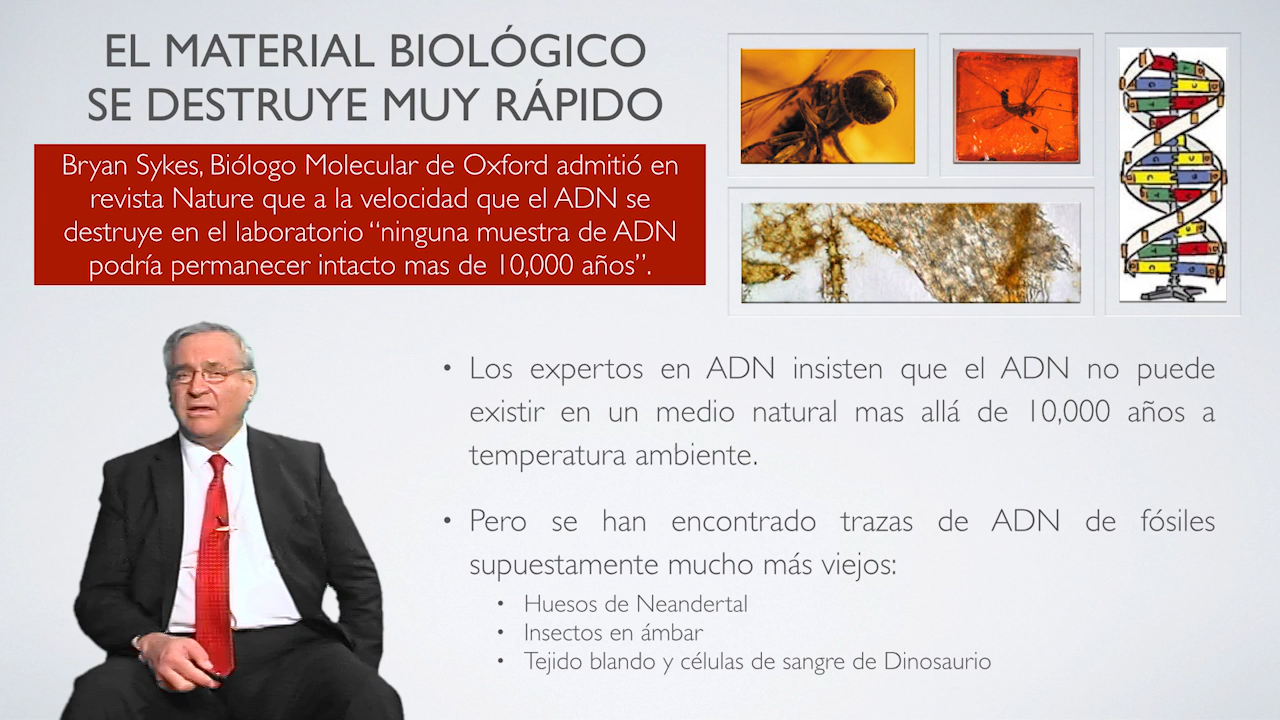 EL MATERIAL BIOLÓGICO
SE DESTRUYE MUY RÁPIDO
Bryan Sykes, Biólogo Molecular de Oxford admitió en
revista Nature que a la velocidad que el ADN se
destruye en el laboratorio “ninguna muestra de ADN
podría permanecer intacto mas de 10,000 años”.
• Los expertos en ADN insisten que el ADN no puede
existir en un medio natural mas allá de 10,000 años a
temperatura ambiente.
• Pero se han encontrado trazas de ADN de fósiles
supuestamente mucho más viejos:
• Huesos de Neandertal
• Insectos en ámbar
• Tejido blando y células de sangre de Dinosaurio